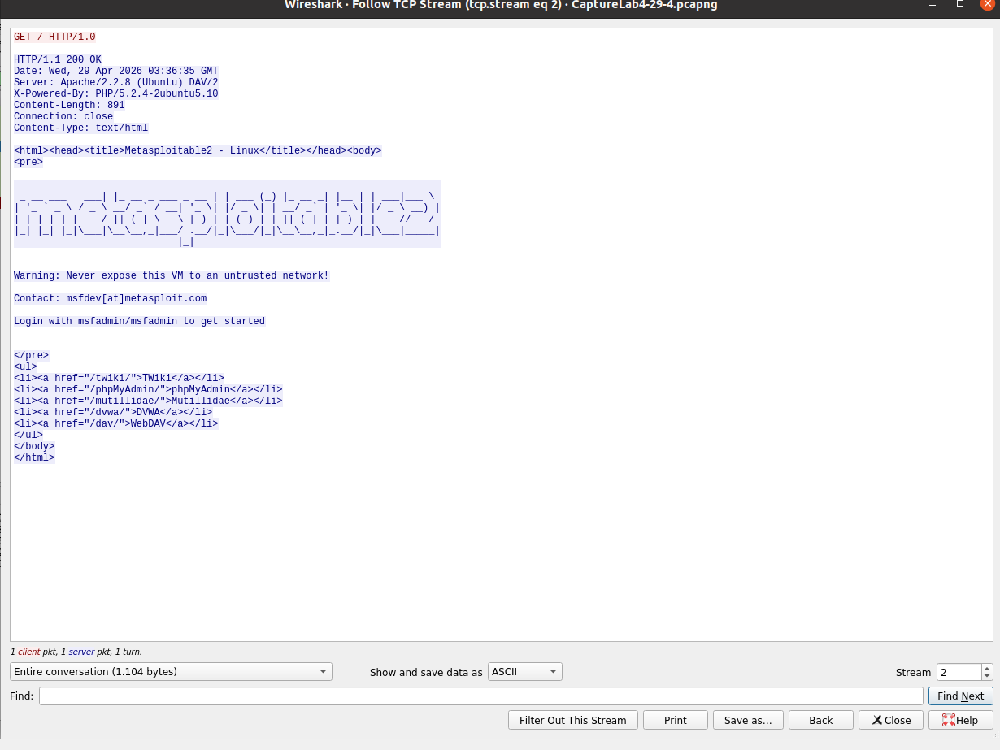 Wireshark · Follow TCP Stream (tcp.stream eq 2) · CaptureLab4-29-4.pcapng
GET / HTTP/1.0

HTTP/1.1 200 OK
Date: Wed, 29 Apr 2026 03:36:35 GMT
Server: Apache/2.2.8 (Ubuntu) DAV/2
X-Powered-By: PHP/5.2.4-2ubuntu5.10
Content-Length: 891
Connection: close
Content-Type: text/html

<html><head><title>Metasploitable2 - Linux</title></head><body>
<pre>

                _                  _       _ _        _     _      ____  
 _ __ ___   ___| |_ __ _ ___ _ __ | | ___ (_) |_ __ _| |__ | | ___|___ \ 
| '_ ` _ \ / _ \ __/ _` / __| '_ \| |/ _ \| | __/ _` | '_ \| |/ _ \ __) |
| | | | | |  __/ || (_| \__ \ |_) | | (_) | | || (_| | |_) | |  __// __/ 
|_| |_| |_|\___|\__\__,_|___/ .__/|_|\___/|_|\__\__,_|_.__/|_|\___|_____|
                            |_|                                          


Warning: Never expose this VM to an untrusted network!

Contact: msfdev[at]metasploit.com

Login with msfadmin/msfadmin to get started


</pre>
<ul>
<li><a href="/twiki/">TWiki</a></li>
<li><a href="/phpMyAdmin/">phpMyAdmin</a></li>
<li><a href="/mutillidae/">Mutillidae</a></li>
<li><a href="/dvwa/">DVWA</a></li>
<li><a href="/dav/">WebDAV</a></li>
</ul>
</body>
</html>
1 client pkt, 1 server pkt, 1 turn.
Entire conversation (1.104 bytes) Show and save data as ASCII Stream 2
Find: Find Next
Filter Out This Stream Print Save as... Back Close Help